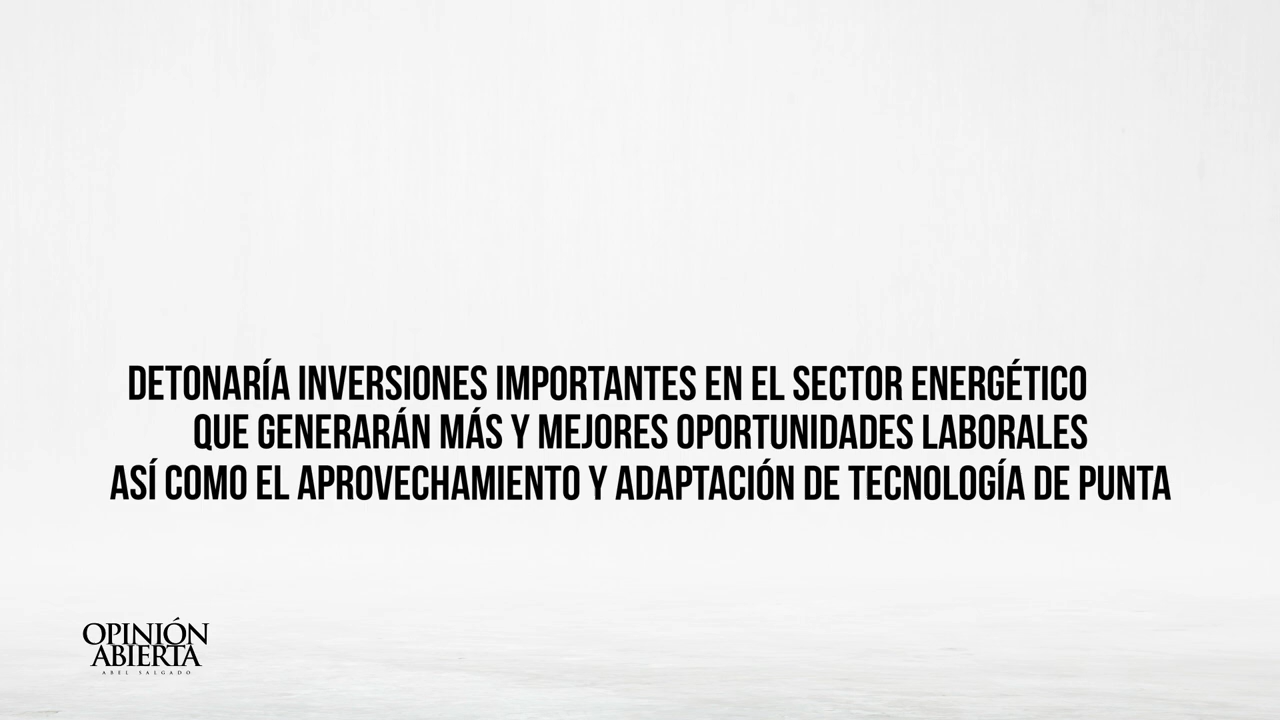 DETONARÍA INVERSIONES IMPORTANTES EN EL SECTOR ENERGÉTICO
QUE GENERARÁN MÁS Y MEJORES OPORTUNIDADES LABORALES
ASÍ COMO EL APROVECHAMIENTO Y ADAPTACIÓN DE TECNOLOGÍA DE PUNTA
OPINIÓN
ABIERTA
ABEL SALGADO